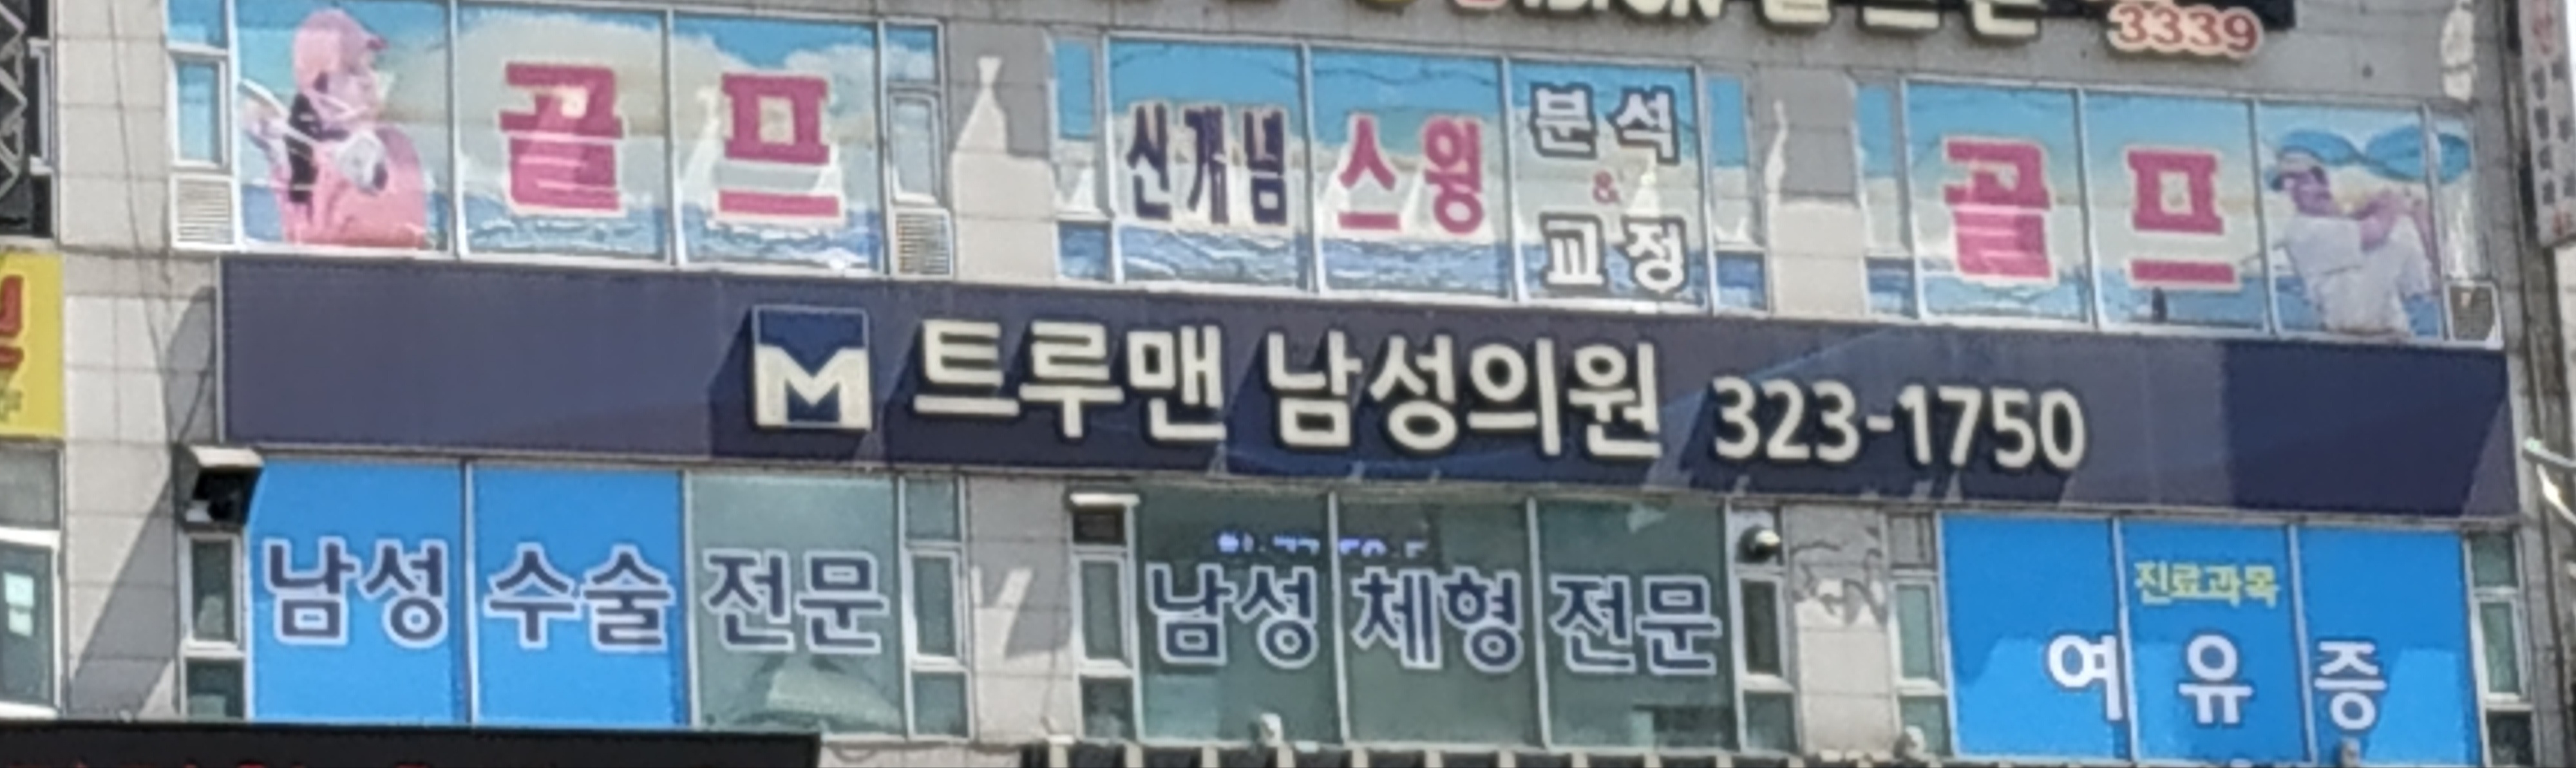 3339
골프
신개념 스윙 분석 & 교정
골프
M 트루맨 남성의원 323-1750
남성 수술 전문
남성 체형 전문
진료과목
여유증